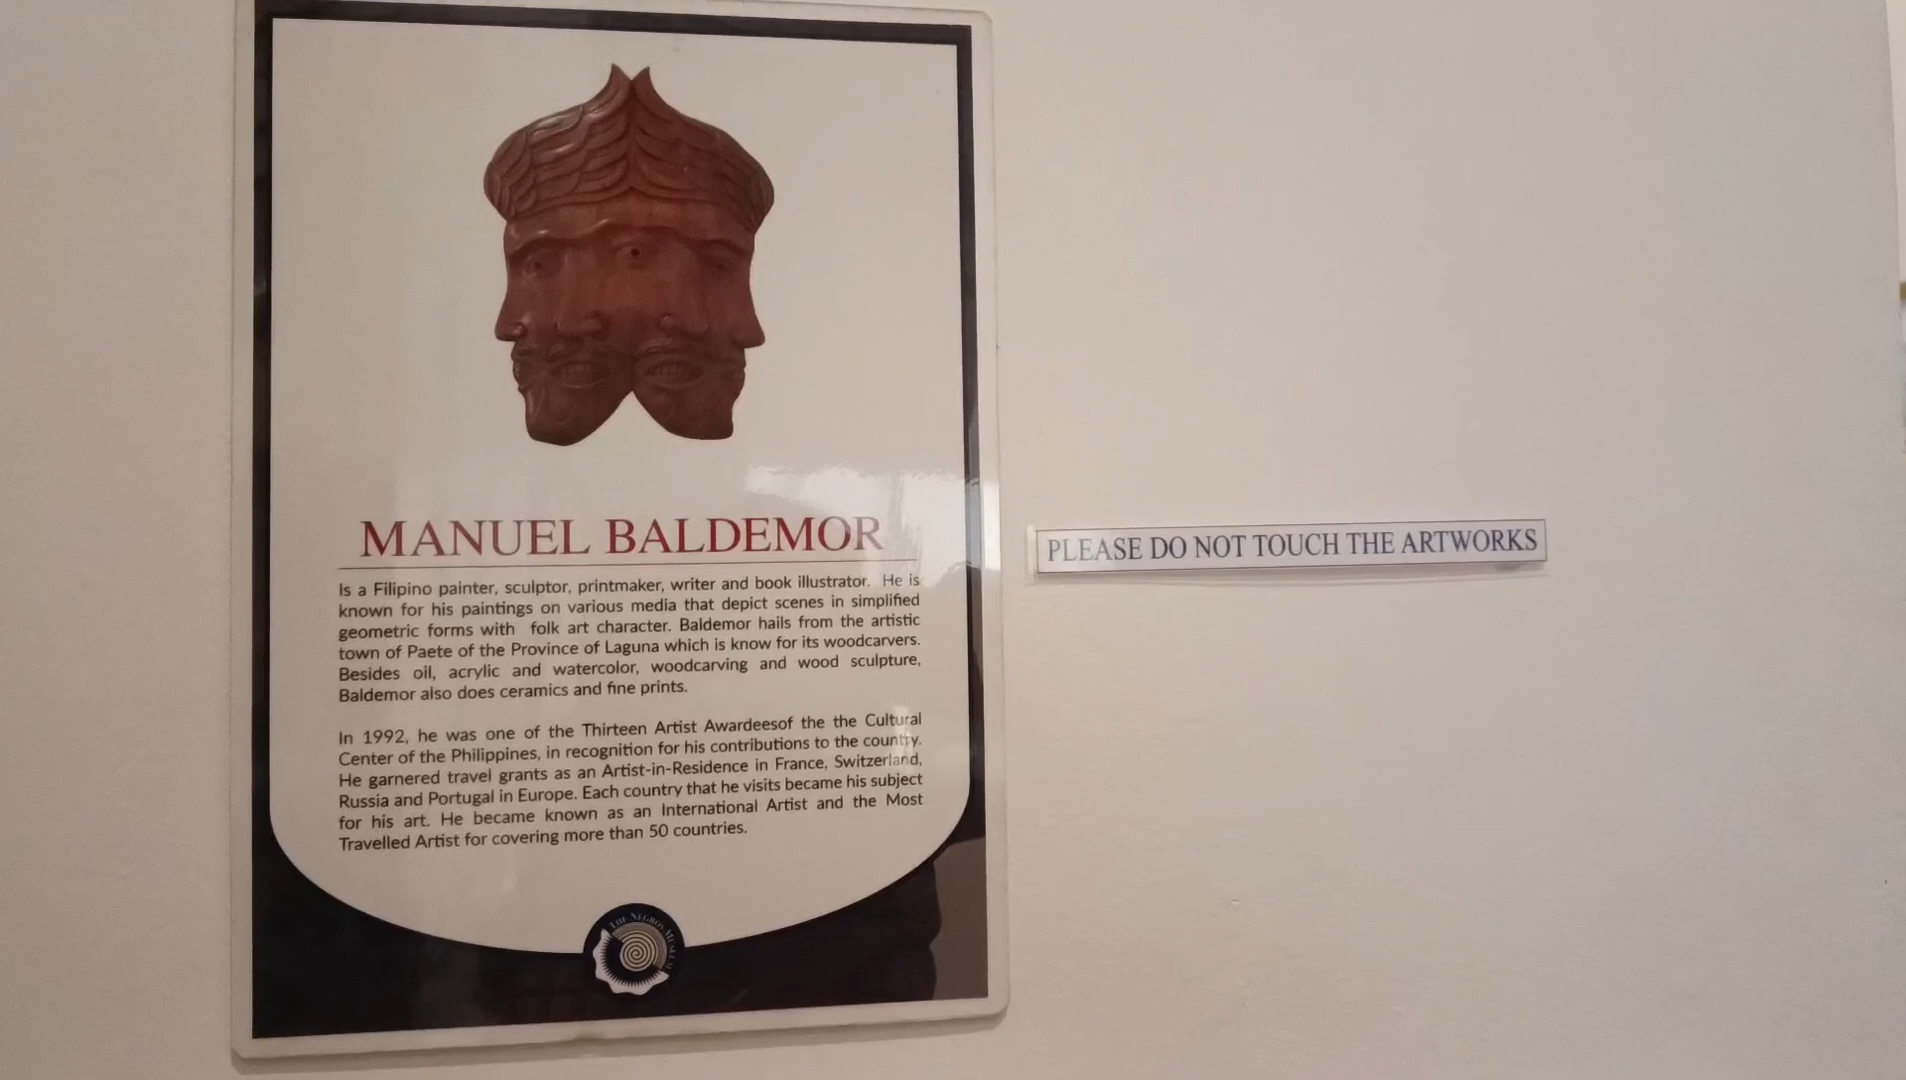 MANUEL BALDEMOR
Is a Filipino painter, sculptor, printmaker, writer and book illustrator. He is
known for his paintings on various media that depict scenes in simplified
geometric forms with folk art character. Baldemor hails from the artistic
town of Paete of the Province of Laguna which is know for its woodcarvers.
Besides oil, acrylic and watercolor, woodcarving and wood sculpture,
Baldemor also does ceramics and fine prints.
In 1992, he was one of the Thirteen Artist Awardeesof the the Cultural
Center of the Philippines, in recognition for his contributions to the country.
He garnered travel grants as an Artist-in-Residence in France, Switzerland,
Russia and Portugal in Europe. Each country that he visits became his subject
for his art. He became known as an International Artist and the Most
Travelled Artist for covering more than 50 countries.
THE NEGROS MUSEUM
PLEASE DO NOT TOUCH THE ARTWORKS